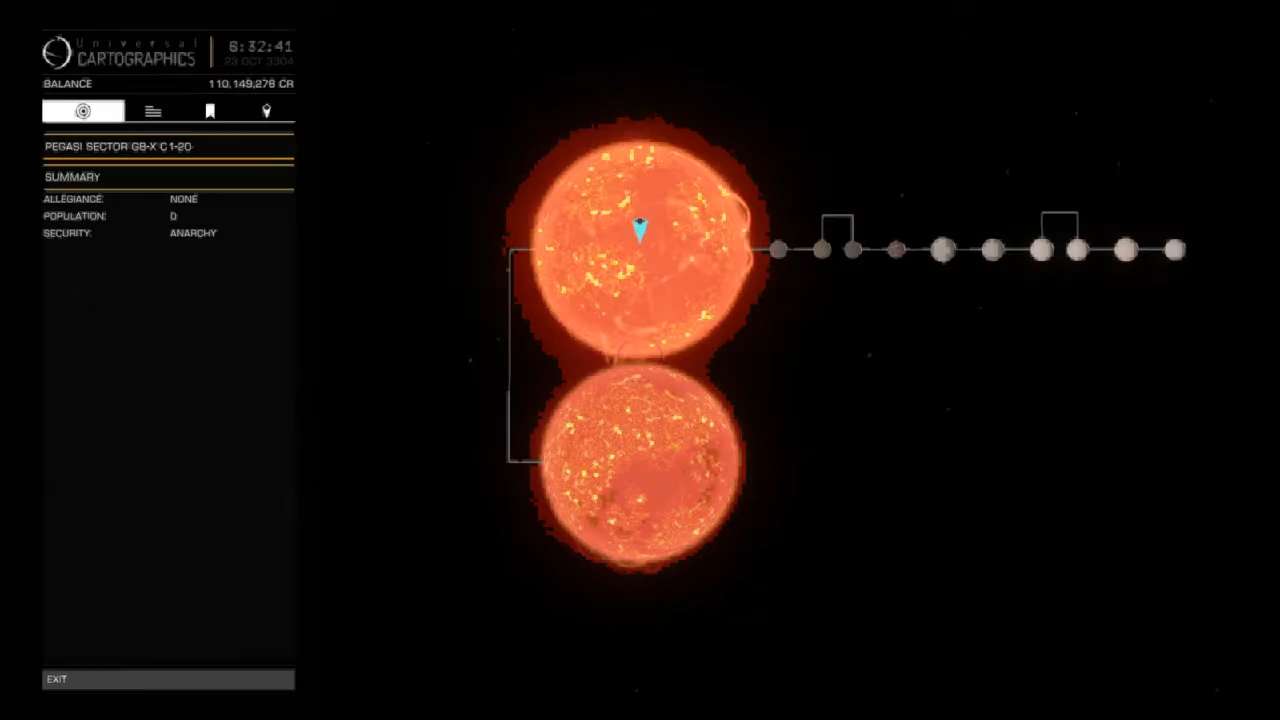 Universal
CARTOGRAPHICS
6:32:41
23 OCT 3304
BALANCE 110,149,278 CR
PEGASI SECTOR GB-X C1-20
SUMMARY
ALLEGIANCE: NONE
POPULATION: 0
SECURITY: ANARCHY
EXIT